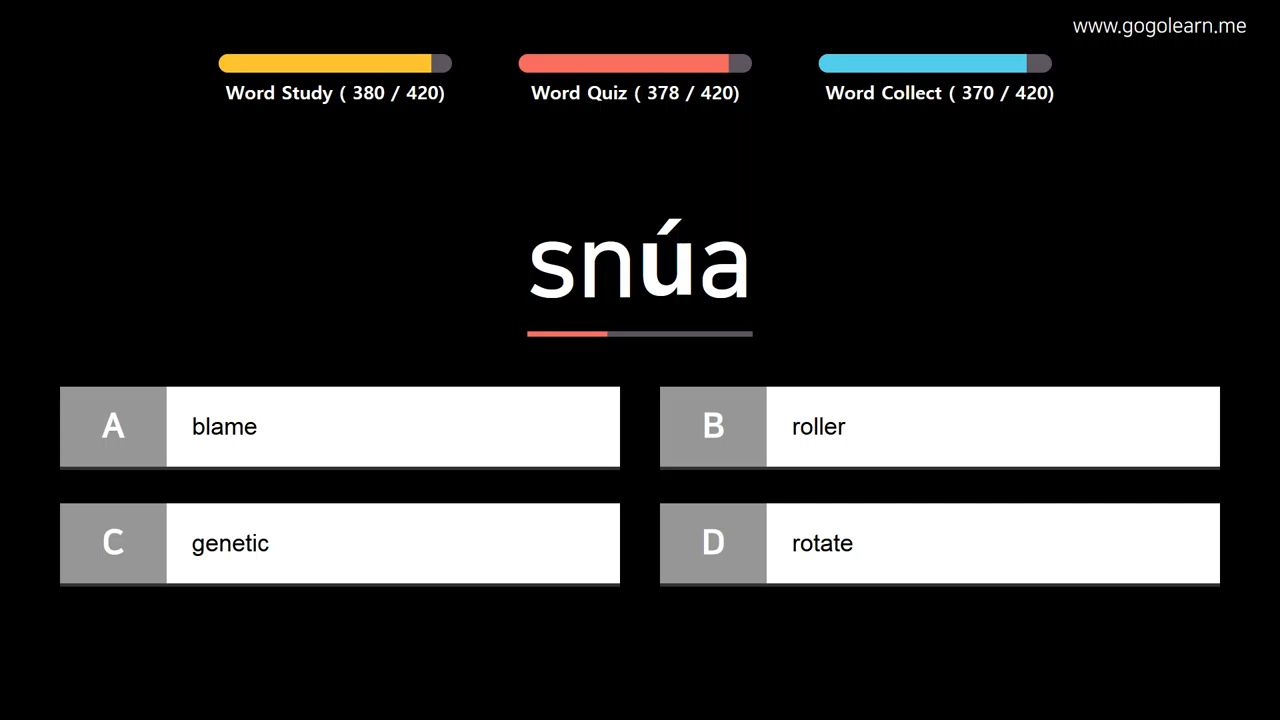 www.gogolearn.me
Word Study ( 380 / 420)
Word Quiz ( 378 / 420)
Word Collect ( 370 / 420)
snúa
A blame
B roller
C genetic
D rotate